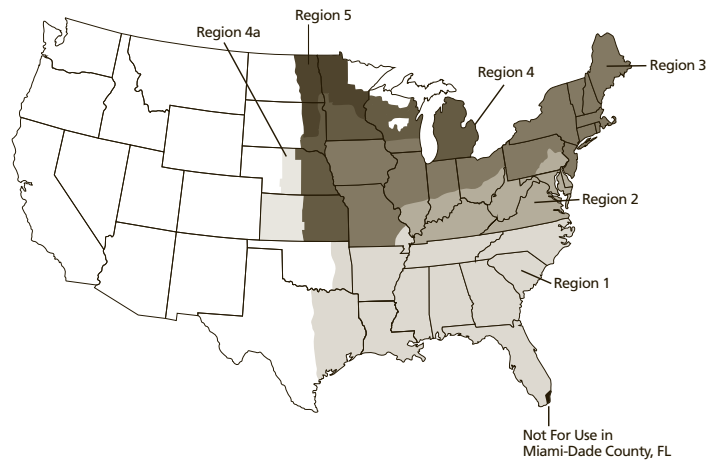 Region 5
Region 4a
Region 3
Region 4
Region 2
Region 1
Not For Use in
Miami-Dade County, FL